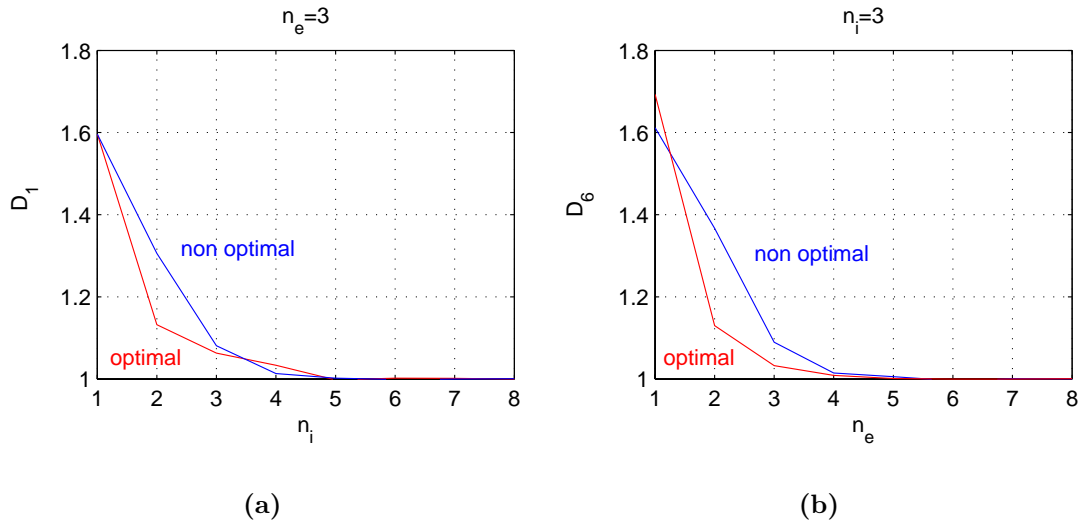 n_e=3
1.8
1.6
1.4
1.2
1
D_1
non optimal
optimal
1 2 3 4 5 6 7 8
n_i
(a)
n_i=3
1.8
1.6
1.4
1.2
1
D_6
non optimal
optimal
1 2 3 4 5 6 7 8
n_e
(b)